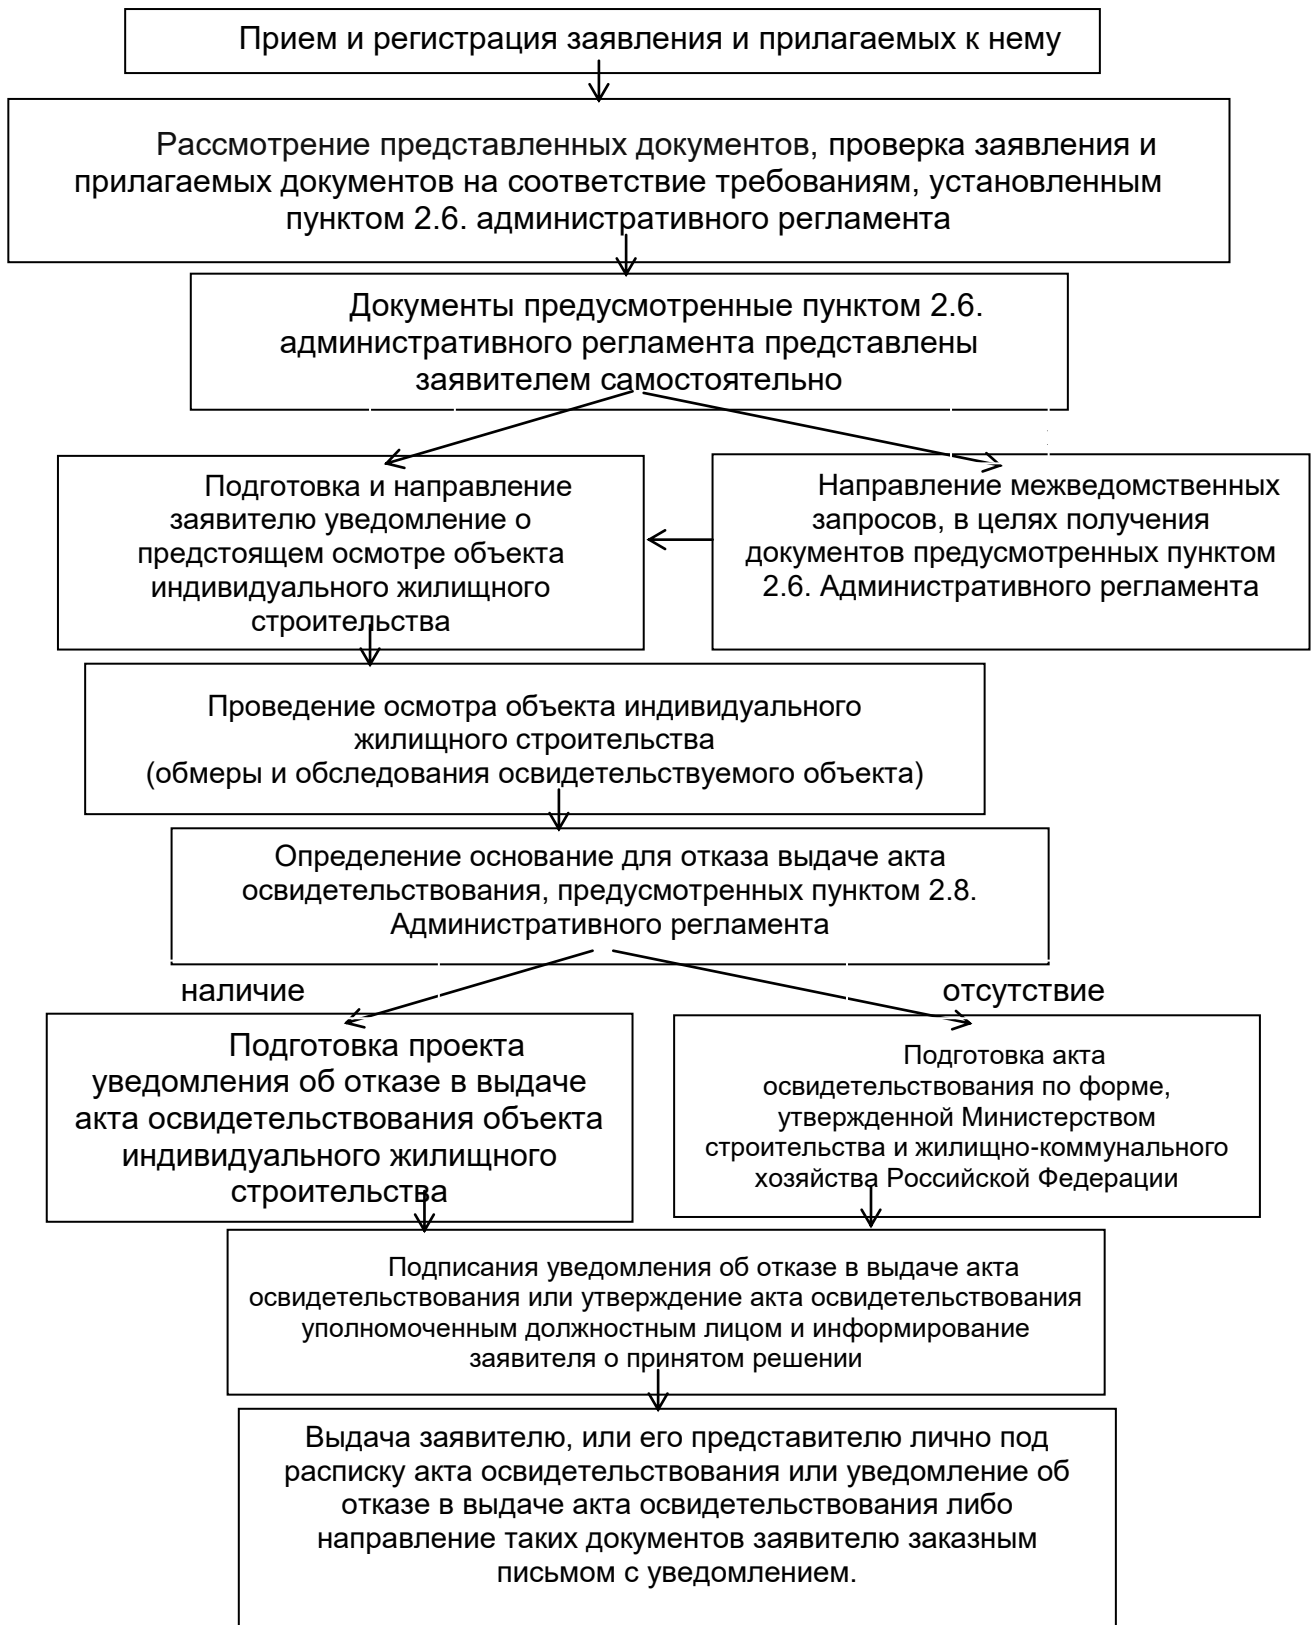 Прием и регистрация заявления и прилагаемых к нему
Рассмотрение представленных документов, проверка заявления и
прилагаемых документов на соответствие требованиям, установленным
пунктом 2.6. административного регламента
Документы предусмотренные пунктом 2.6.
административного регламента представлены
заявителем самостоятельно
Подготовка и направление
заявителю уведомление о
предстоящем осмотре объекта
индивидуального жилищного
строительства
Направление межведомственных
запросов, в целях получения
документов предусмотренных пунктом
2.6. Административного регламента
Проведение осмотра объекта индивидуального
жилищного строительства
(обмеры и обследования освидетельствуемого объекта)
Определение основание для отказа выдаче акта
освидетельствования, предусмотренных пунктом 2.8.
Административного регламента
наличие
отсутствие
Подготовка проекта
уведомления об отказе в выдаче
акта освидетельствования объекта
индивидуального жилищного
строительства
Подготовка акта
освидетельствования по форме,
утвержденной Министерством
строительства и жилищно-коммунального
хозяйства Российской Федерации
Подписания уведомления об отказе в выдаче акта
освидетельствования или утверждение акта освидетельствования
уполномоченным должностным лицом и информирование
заявителя о принятом решении
Выдача заявителю, или его представителю лично под
расписку акта освидетельствования или уведомление об
отказе в выдаче акта освидетельствования либо
направление таких документов заявителю заказным
письмом с уведомлением.